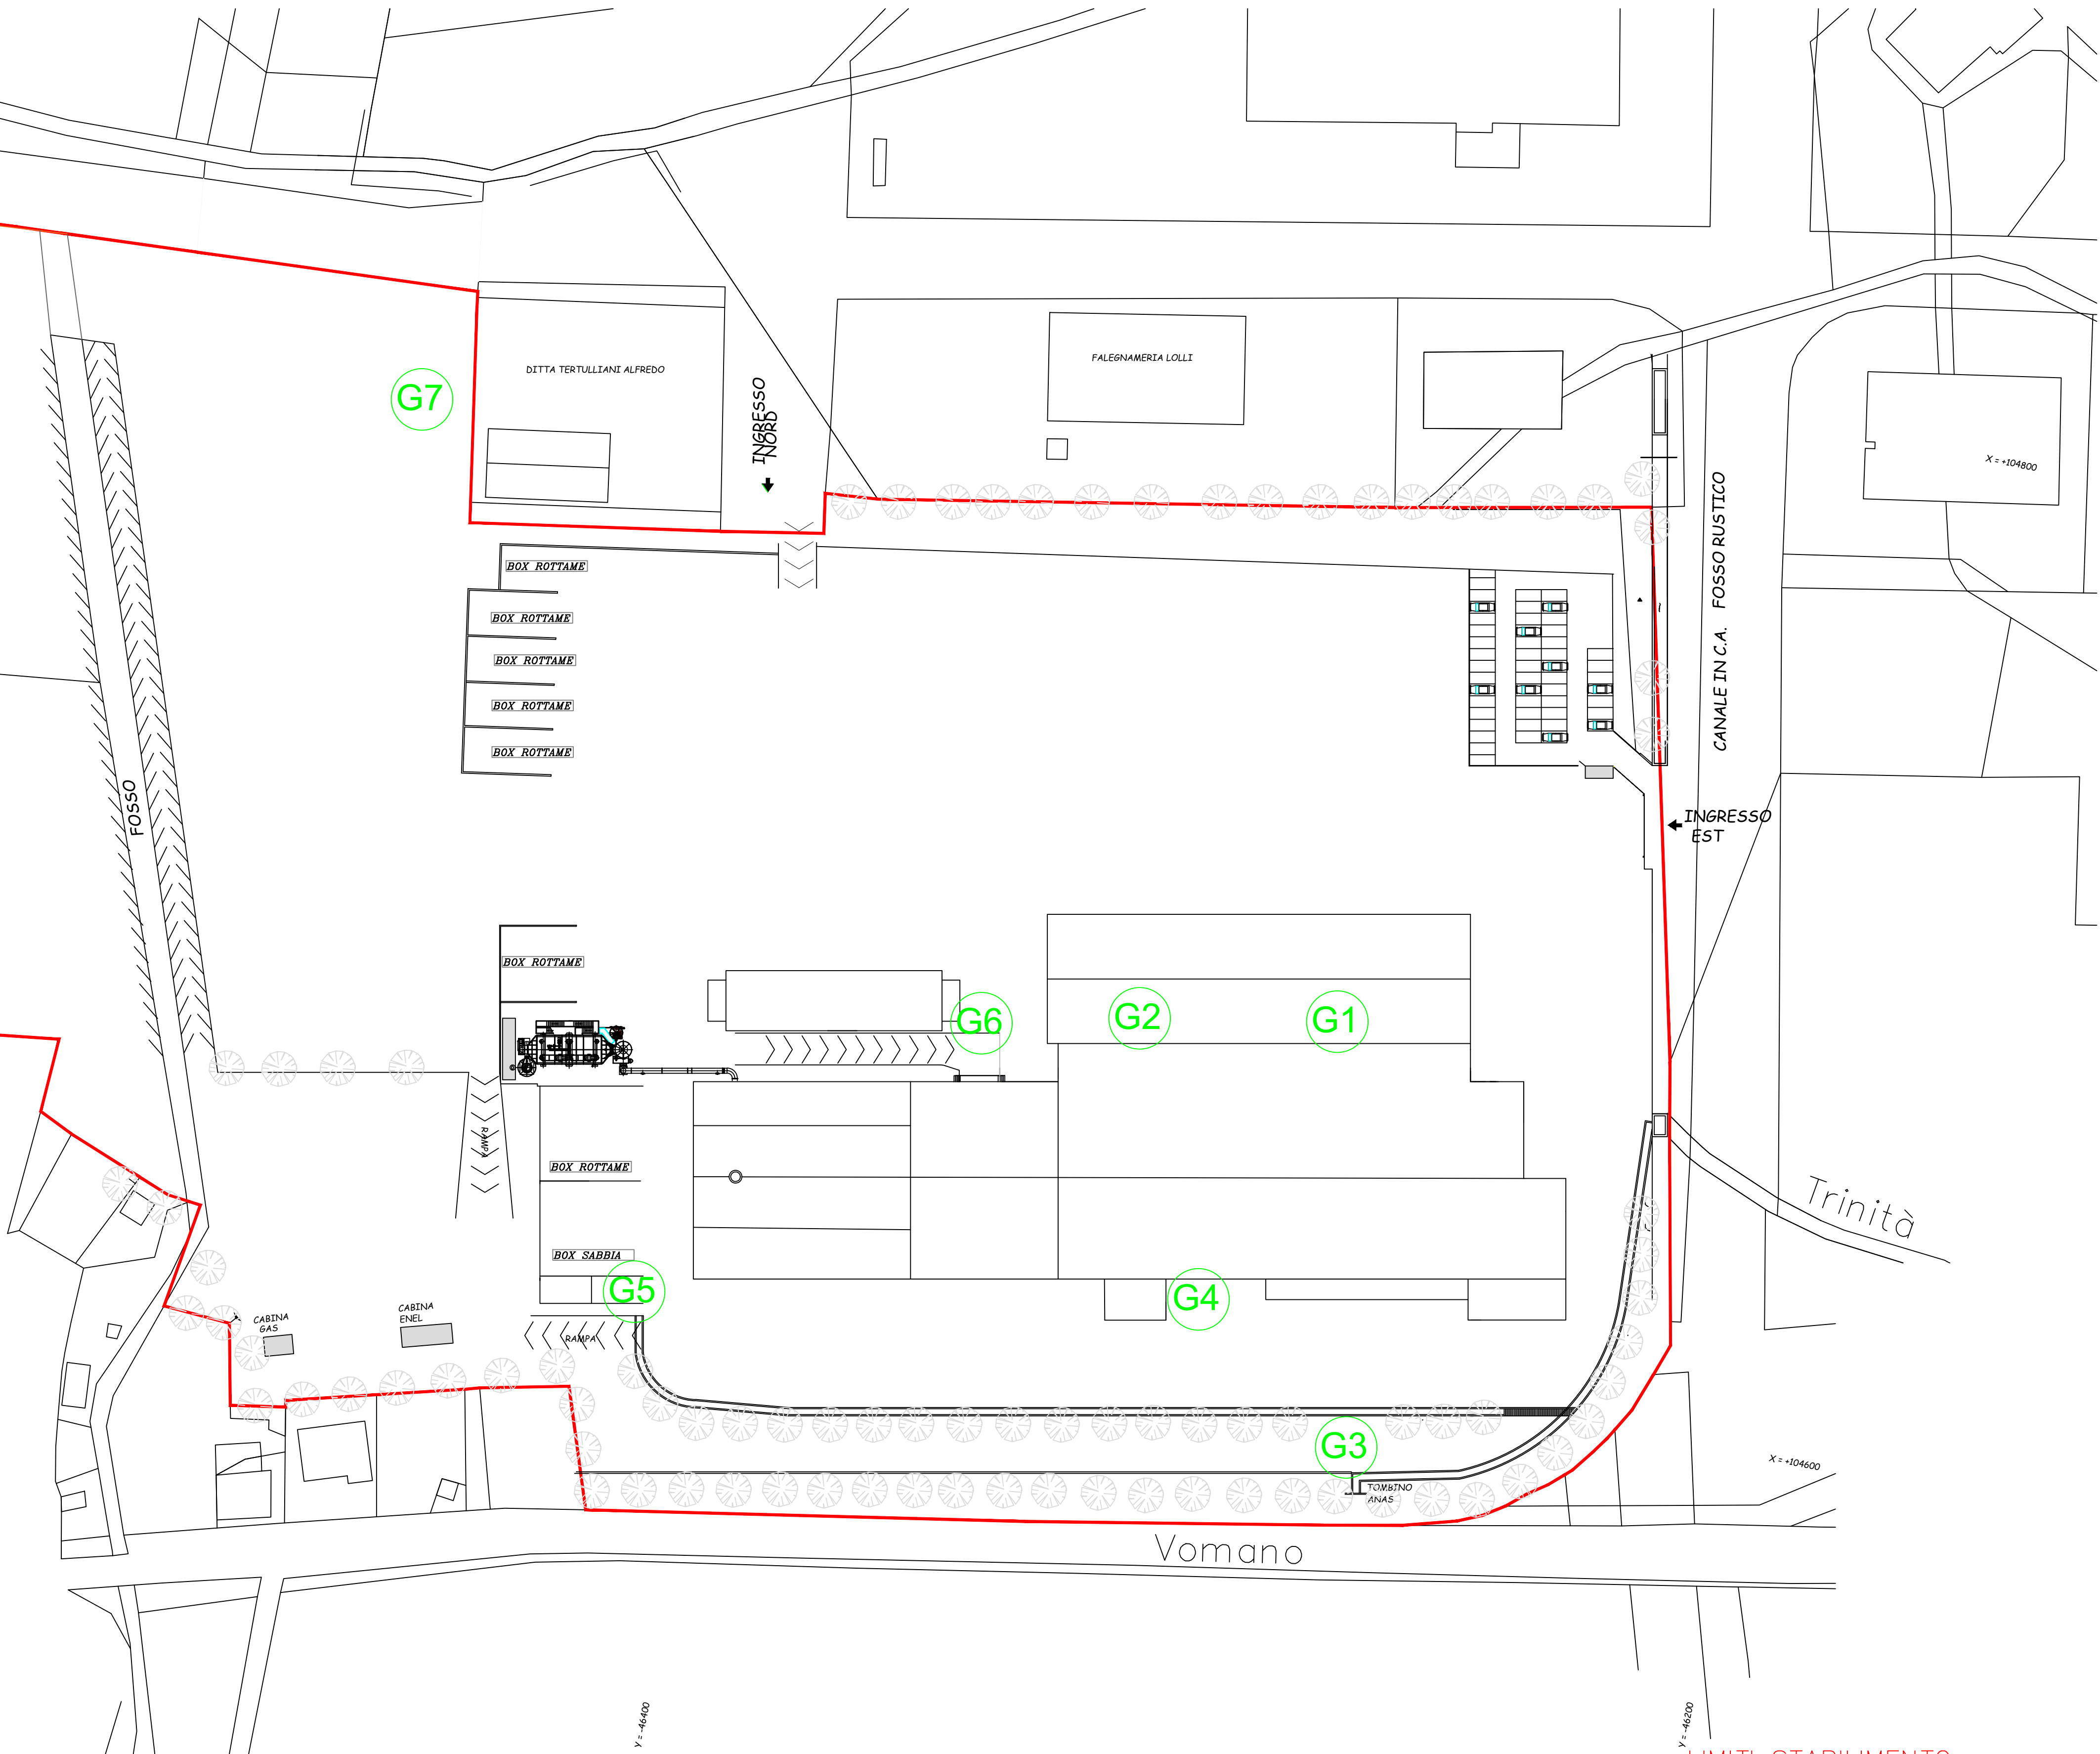 DITTA TERTULLIANI ALFREDO
FALEGNAMERIA LOLLI
G7
INGRESSO
NORD
X = +104800
BOX ROTTAME
BOX ROTTAME
BOX ROTTAME
BOX ROTTAME
BOX ROTTAME
CANALE IN C.A. FOSSO RUSTICO
FOSSO
INGRESSO
EST
BOX ROTTAME
G6
G2
G1
RAMPA
BOX ROTTAME
Trinità
BOX SABBIA
G5
G4
CABINA
GAS
CABINA
ENEL
RAMPA
G3
X = +104600
TOMBINO
ANAS
Vomano
Y = -46400
Y = -46200
LIMITI STABILIMENTO